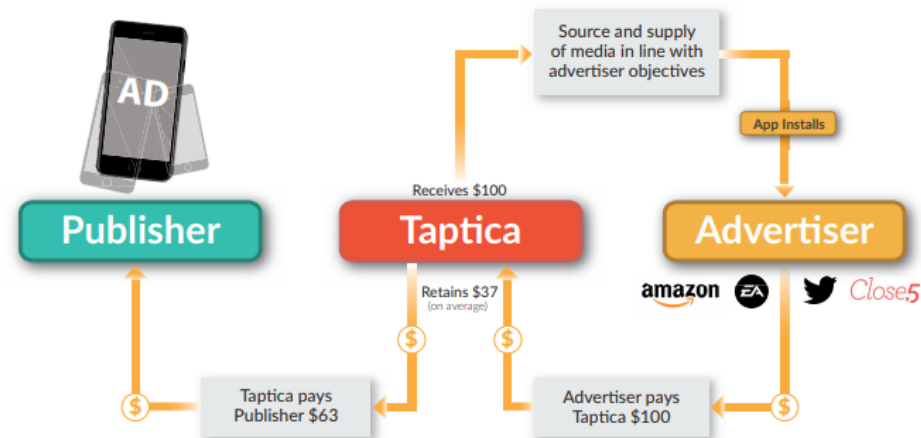 Source and supply
of media in line with
advertiser objectives
AD
App Installs
Receives $100
Publisher
Taptica
Advertiser
Retains $37
(on average)
amazon
EA
Close5
$
$
$
$
Taptica pays
Publisher $63
Advertiser pays
Taptica $100